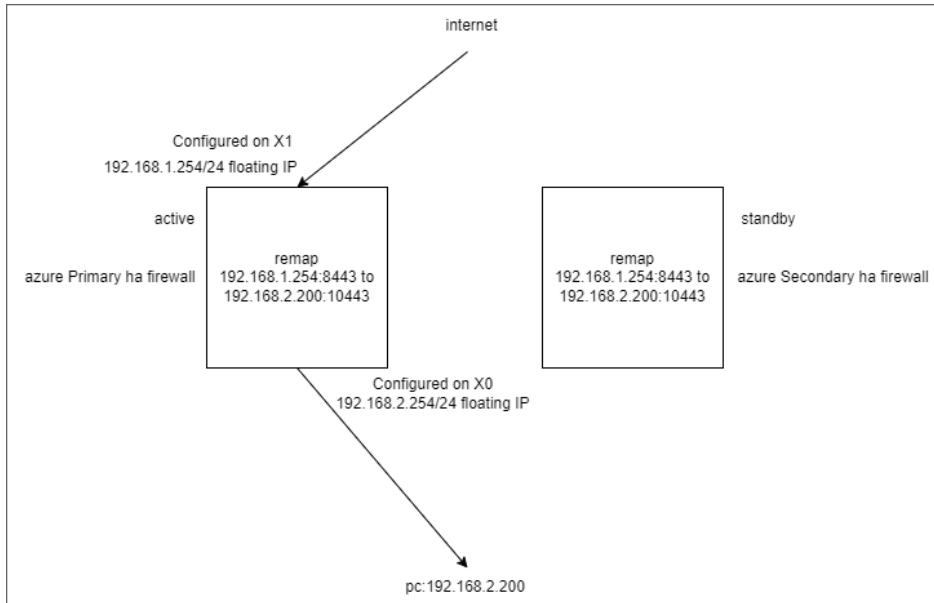 internet
Configured on X1
192.168.1.254/24 floating IP
active
standby
azure Primary ha firewall
remap
192.168.1.254:8443 to
192.168.2.200:10443
remap
192.168.1.254:8443 to
192.168.2.200:10443
azure Secondary ha firewall
Configured on X0
192.168.2.254/24 floating IP
pc:192.168.2.200